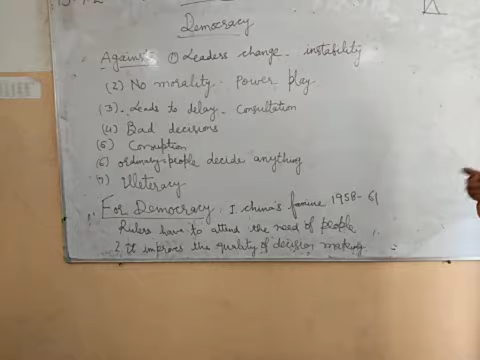 Democracy
Against ① Leaders change - instability
(2) No morality. Power play
(3). Leads to delay - Consultation
(4) Bad decisions
(5) Corruption
(6) ordinary people decide anything
(7) Illeteracy
For Democracy. I china's famine 1958-61
Rulers have to attend the need of people
2. It improves the quality of decision making